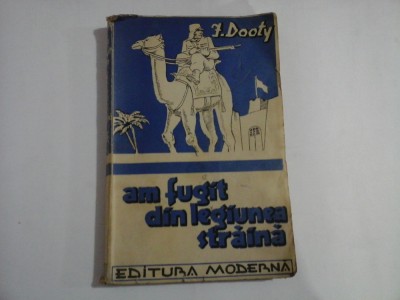 J. Dooty
am fugit
din legiunea
străină
EDITURA MODERNA